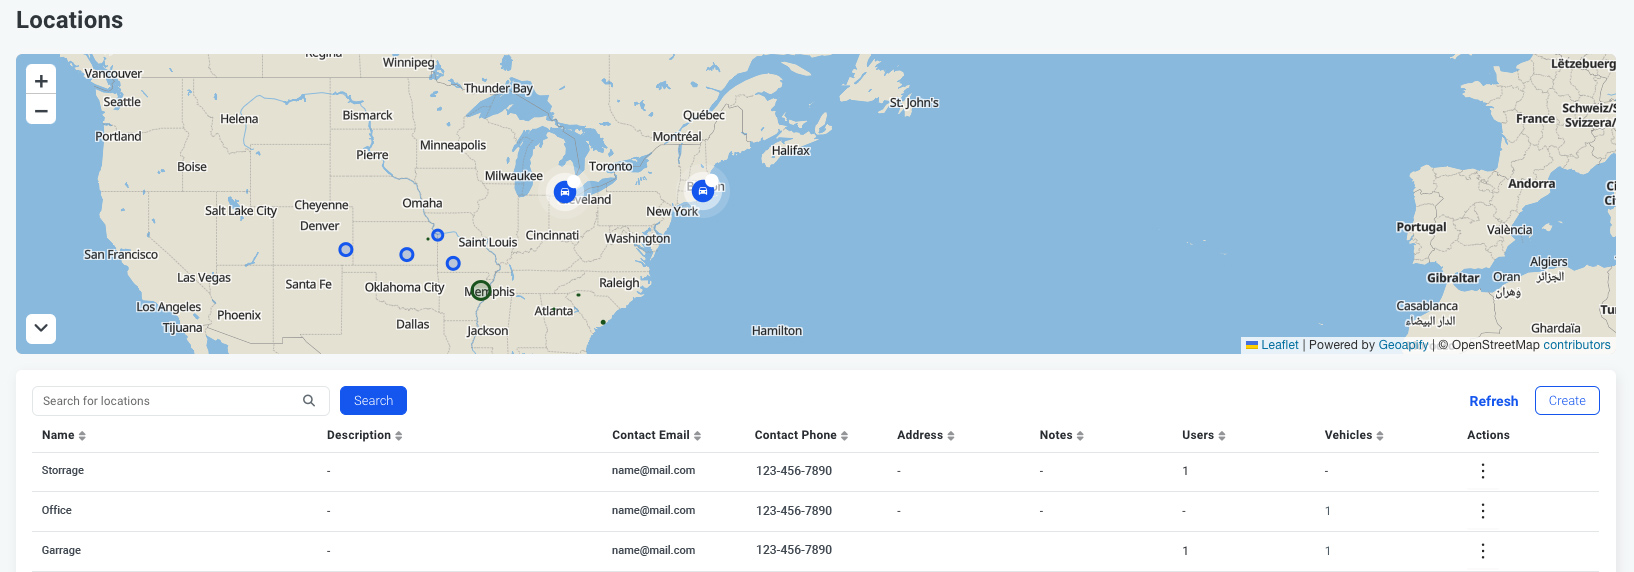 Locations
Winnipeg
Vancouver
Thunder Bay
Lëtzebuerg
Seattle
St. John's
Helena
Bismarck
Québec
France
Schweiz/S
Svizzera/
Portland
Minneapolis
Montréal
Pierre
Halifax
Boise
Toronto
Milwaukee
Andorra
Salt Lake City
Cheyenne
Omaha
New York
Denver
Portugal
València
San Francisco
Saint Louis
Cincinnati
Washington
Algiers
الجزائر
Las Vegas
Santa Fe
Oklahoma City
Memphis
Raleigh
Gibraltar
Oran
وهران
Los Angeles
Phoenix
Atlanta
Casablanca
الدار البيضاء
Tijuana
Dallas
Jackson
Hamilton
Ghardaïa
Leaflet | Powered by Geoapify | © OpenStreetMap contributors
Search for locations
Search
Refresh
Create
Name Description Contact Email Contact Phone Address Notes Users Vehicles Actions
Storrage - name@mail.com 123-456-7890 - - 1 -
Office - name@mail.com 123-456-7890 - - - 1
Garrage - name@mail.com 123-456-7890 1 1